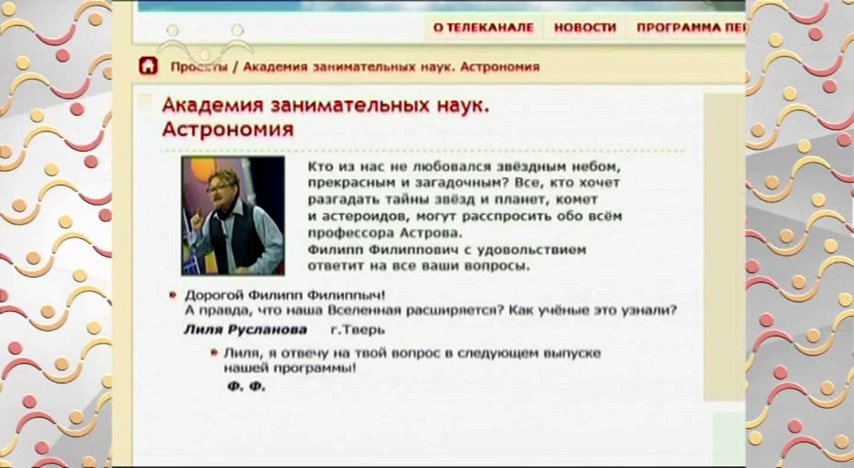 О ТЕЛЕКАНАЛЕ НОВОСТИ ПРОГРАММА
Проекты / Академия занимательных наук. Астрономия
Академия занимательных наук.
Астрономия
Кто из нас не любовался звёздным небом,
прекрасным и загадочным? Все, кто хочет
разгадать тайны звёзд и планет, комет
и астероидов, могут расспросить обо всём
профессора Астрова.
Филипп Филиппович с удовольствием
ответит на все ваши вопросы.
Дорогой Филипп Филиппыч!
А правда, что наша Вселенная расширяется? Как учёные это узнали?
Лиля Русланова г.Тверь
Лиля, я отвечу на твой вопрос в следующем выпуске
нашей программы!
Ф. Ф.